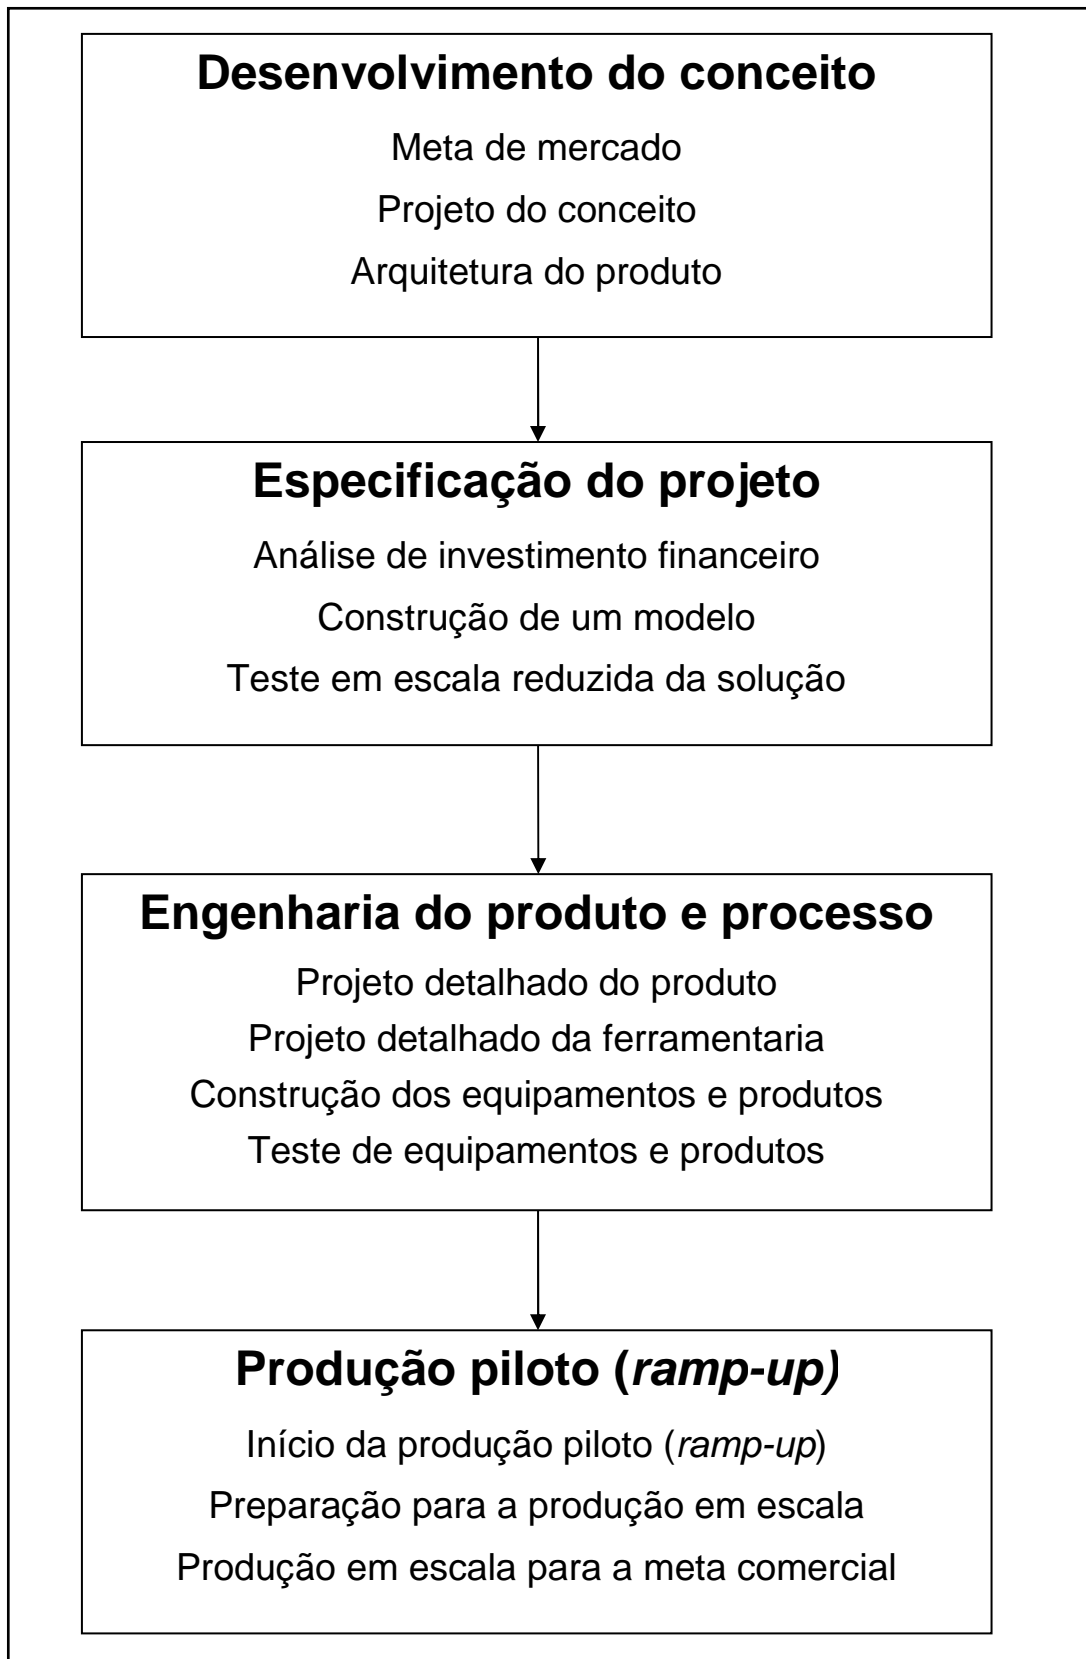 Desenvolvimento do conceito
Meta de mercado
Projeto do conceito
Arquitetura do produto
Especificação do projeto
Análise de investimento financeiro
Construção de um modelo
Teste em escala reduzida da solução
Engenharia do produto e processo
Projeto detalhado do produto
Projeto detalhado da ferramentaria
Construção dos equipamentos e produtos
Teste de equipamentos e produtos
Produção piloto (ramp-up)
Início da produção piloto (ramp-up)
Preparação para a produção em escala
Produção em escala para a meta comercial